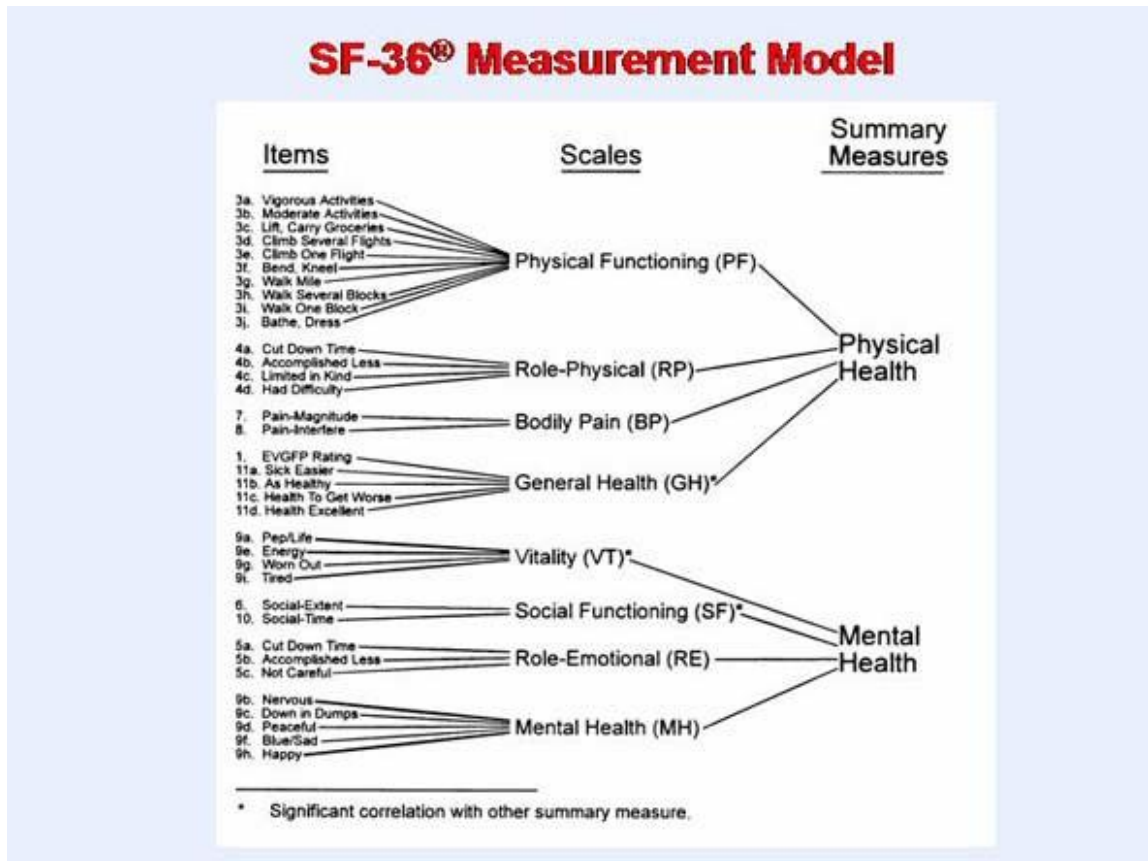 SF-36® Measurement Model
Items
Scales
Summary
Measures
3a. Vigorous Activities
3b. Moderate Activities
3c. Lift, Carry Groceries
3d. Climb Several Flights
3e. Climb One Flight
3f. Bend, Kneel
3g. Walk Mile
3h. Walk Several Blocks
3i. Walk One Block
3j. Bathe, Dress
Physical Functioning (PF)
4a. Cut Down Time
4b. Accomplished Less
4c. Limited in Kind
4d. Had Difficulty
Role-Physical (RP)
7. Pain-Magnitude
8. Pain-Interfere
Bodily Pain (BP)
1. EVGFP Rating
11a. Sick Easier
11b. As Healthy
11c. Health To Get Worse
11d. Health Excellent
General Health (GH)*
Physical
Health
9a. Pep/Life
9e. Energy
9g. Worn Out
9i. Tired
Vitality (VT)*
6. Social-Extent
10. Social-Time
Social Functioning (SF)*
5a. Cut Down Time
5b. Accomplished Less
5c. Not Careful
Role-Emotional (RE)
9b. Nervous
9c. Down in Dumps
9d. Peaceful
9f. Blue/Sad
9h. Happy
Mental Health (MH)
Mental
Health
* Significant correlation with other summary measure.